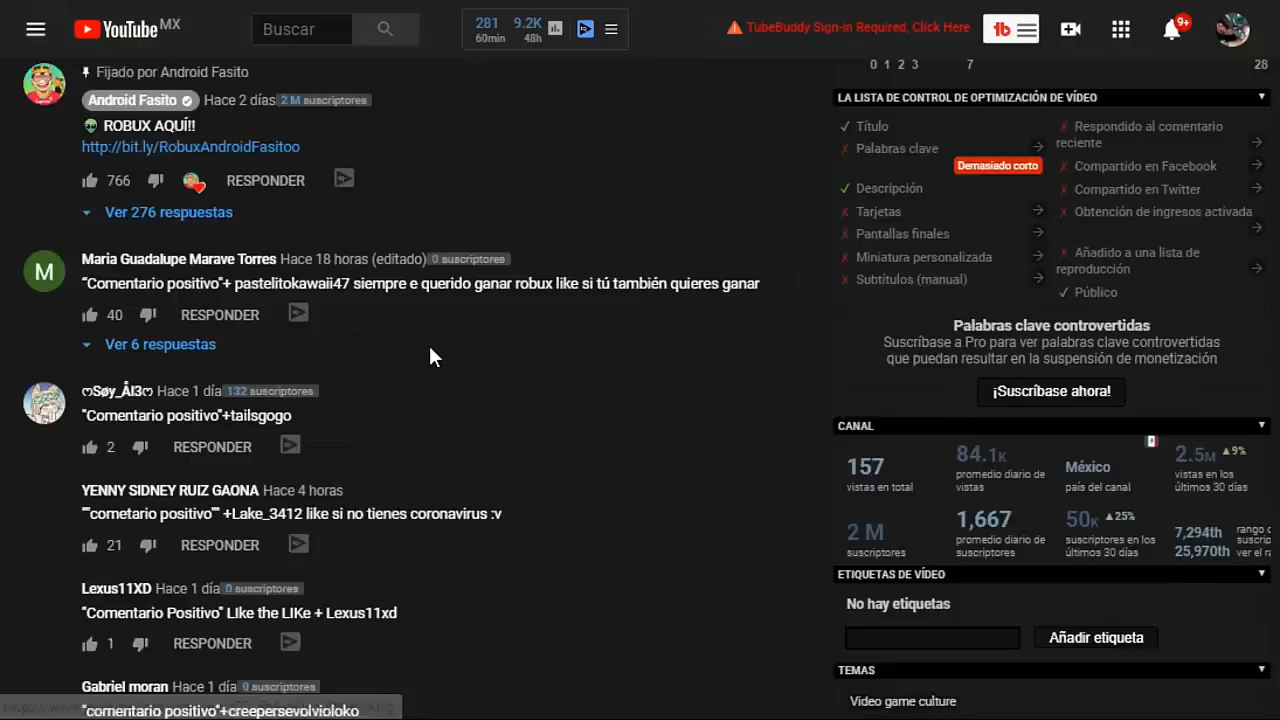 YouTube MX
Buscar
281 9.2K
60min 48h
TubeBuddy Sign-in Required, Click Here
tb
9+
Fijado por Android Fasito
Android Fasito Hace 2 días 2 M suscriptores
ROBUX AQUÍ!!
http://bit.ly/RobuxAndroidFasitoo
766 RESPONDER
Ver 276 respuestas
M
Maria Guadalupe Marave Torres Hace 18 horas (editado) 0 suscriptores
"Comentario positivo"+ pastelitokawaii47 siempre e querido ganar robux like si tú también quieres ganar
40 RESPONDER
Ver 6 respuestas
ო𝖲øy_Ål3ო Hace 1 día 132 suscriptores
"Comentario positivo"+tailsgogo
2 RESPONDER
YENNY SIDNEY RUIZ GAONA Hace 4 horas
""cometario positivo"" +Lake_3412 like si no tienes coronavirus :v
21 RESPONDER
Lexus11XD Hace 1 día 0 suscriptores
"Comentario Positivo" LIke the LIKe + Lexus11xd
1 RESPONDER
Gabriel moran Hace 1 día 0 suscriptores
"comentario positivo"+creepersevolvioloko
0 1 2 3 7 28
LA LISTA DE CONTROL DE OPTIMIZACIÓN DE VÍDEO
Título
Palabras clave
Demasiado corto
Descripción
Tarjetas
Pantallas finales
Miniatura personalizada
Subtítulos (manual)
Respondido al comentario
reciente
Compartido en Facebook
Compartido en Twitter
Obtención de ingresos activada
Añadido a una lista de
reproducción
Público
Palabras clave controvertidas
Suscríbase a Pro para ver palabras clave controvertidas
que puedan resultar en la suspensión de monetización
¡Suscríbase ahora!
CANAL
157
vistas en total
84.1K
promedio diario de
vistas
México
país del canal
2.5M 9%
vistas en los
últimos 30 días
2 M
suscriptores
1,667
promedio diario de
suscriptores
50K 25%
suscriptores en los
últimos 30 días
7,294th
25,970th
rango
ver el
ETIQUETAS DE VÍDEO
No hay etiquetas
Añadir etiqueta
TEMAS
Video game culture